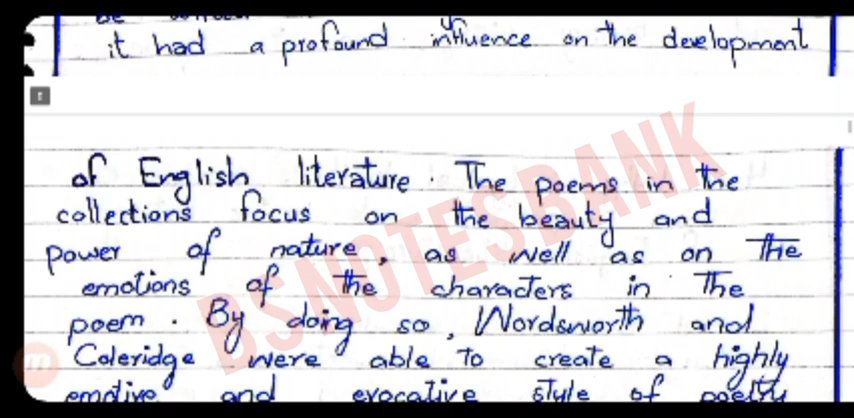 it had a profound influence on the development
of English literature. The poems in the
collections focus on the beauty and
power of nature, as well as on the
emotions of the characters in the
poem. By doing so, Wordsworth and
Coleridge were able to create a highly
emotive and evocative style of poetry
BSNOTESBANK